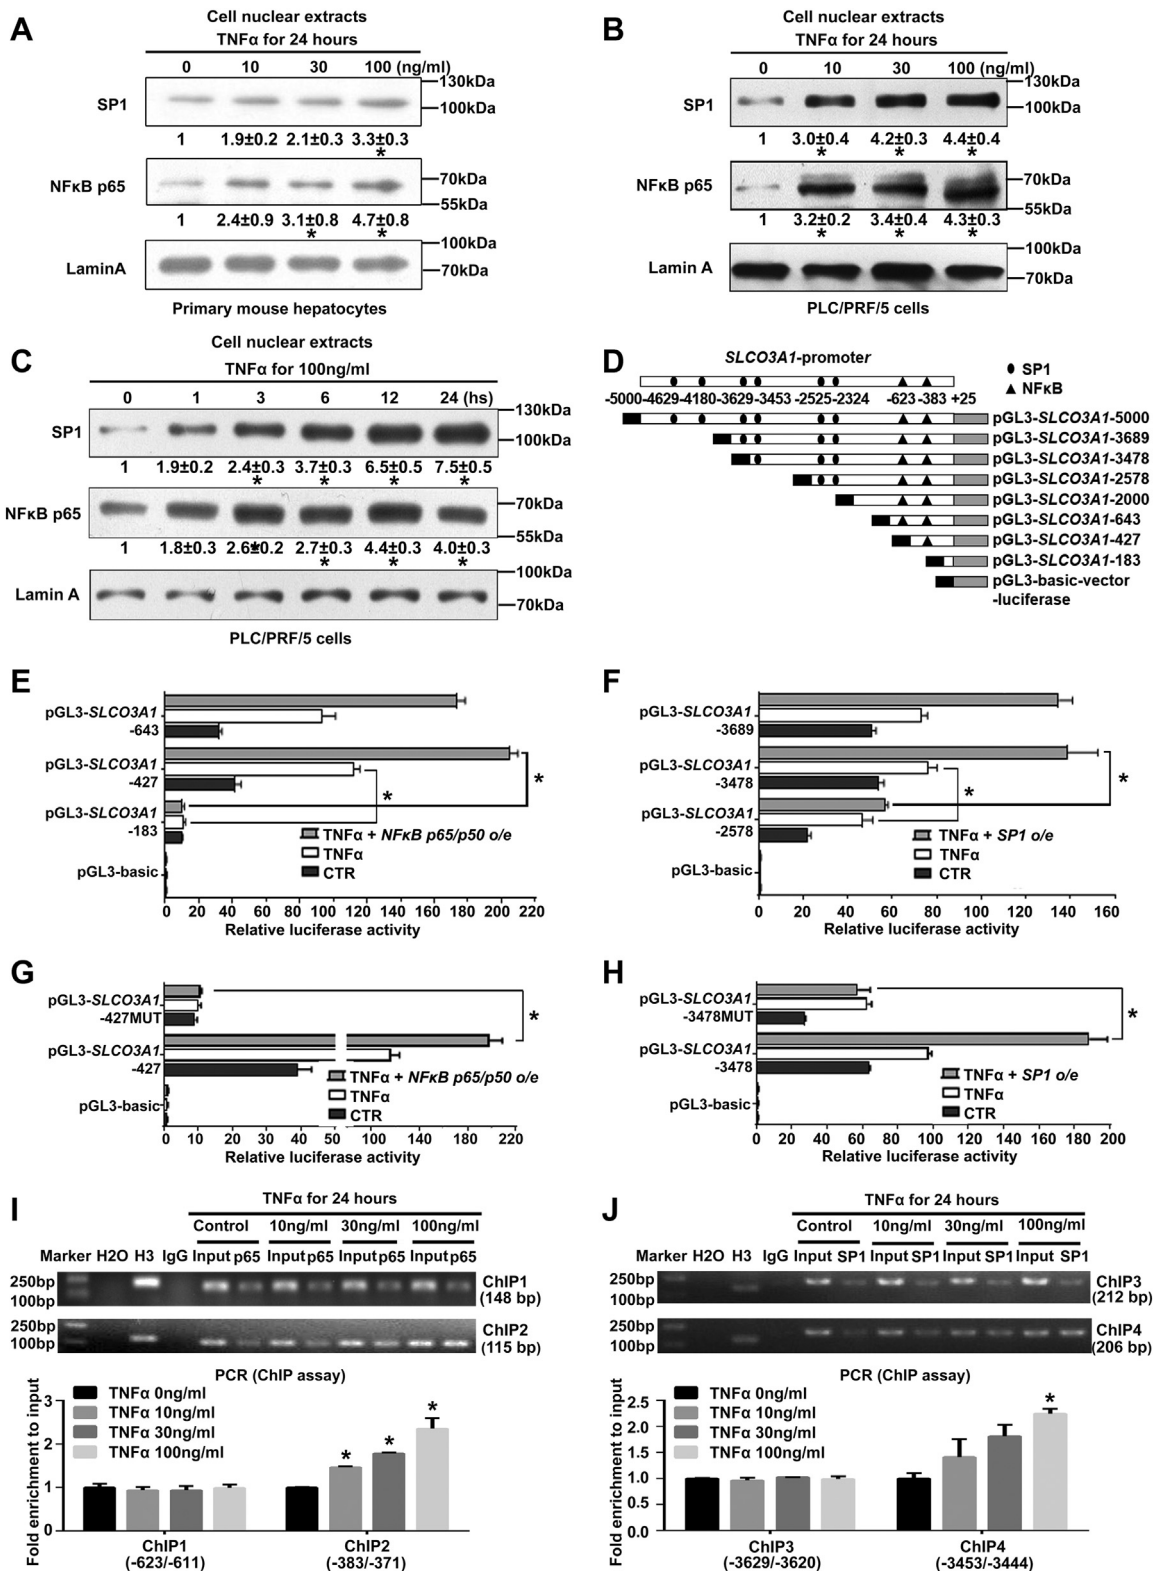 A
Cell nuclear extracts
TNFα for 24 hours
0 10 30 100 (ng/ml)
SP1
130kDa
100kDa
1 1.9±0.2 2.1±0.3 3.3±0.3
*
NFκB p65
70kDa
55kDa
1 2.4±0.9 3.1±0.8 4.7±0.8
* *
LaminA
100kDa
70kDa
Primary mouse hepatocytes
B
Cell nuclear extracts
TNFα for 24 hours
0 10 30 100 (ng/ml)
SP1
130kDa
100kDa
1 3.0±0.4 4.2±0.3 4.4±0.4
* * *
NFκB p65
70kDa
55kDa
1 3.2±0.2 3.4±0.4 4.3±0.3
* * *
Lamin A
100kDa
70kDa
PLC/PRF/5 cells
C
Cell nuclear extracts
TNFα for 100ng/ml
0 1 3 6 12 24 (hs)
SP1
130kDa
100kDa
1 1.9±0.2 2.4±0.3 3.7±0.3 6.5±0.5 7.5±0.5
* * * *
NFκB p65
70kDa
55kDa
1 1.8±0.3 2.6±0.2 2.7±0.3 4.4±0.3 4.0±0.3
* * * *
Lamin A
100kDa
70kDa
PLC/PRF/5 cells
D
SLCO3A1-promoter
SP1
NFκB
-5000-4629-4180-3629-3453 -2525-2324 -623-383 +25
pGL3-SLCO3A1-5000
pGL3-SLCO3A1-3689
pGL3-SLCO3A1-3478
pGL3-SLCO3A1-2578
pGL3-SLCO3A1-2000
pGL3-SLCO3A1-643
pGL3-SLCO3A1-427
pGL3-SLCO3A1-183
pGL3-basic-vector
-luciferase
E
pGL3-SLCO3A1
-643
pGL3-SLCO3A1
-427
pGL3-SLCO3A1
-183
pGL3-basic
*
*
TNFα + NFκB p65/p50 o/e
TNFα
CTR
0 20 40 60 80 100 120 140 160 180 200 220
Relative luciferase activity
F
pGL3-SLCO3A1
-3689
pGL3-SLCO3A1
-3478
pGL3-SLCO3A1
-2578
pGL3-basic
*
*
TNFα + SP1 o/e
TNFα
CTR
0 20 40 60 80 100 120 140 160
Relative luciferase activity
G
pGL3-SLCO3A1
-427MUT
pGL3-SLCO3A1
-427
pGL3-basic
*
TNFα + NFκB p65/p50 o/e
TNFα
CTR
0 10 20 30 40 50 100 140 180 220
Relative luciferase activity
H
pGL3-SLCO3A1
-3478MUT
pGL3-SLCO3A1
-3478
pGL3-basic
*
TNFα + SP1 o/e
TNFα
CTR
0 20 40 60 80 100 120 140 160 180 200
Relative luciferase activity
I
TNFα for 24 hours
Control 10ng/ml 30ng/ml 100ng/ml
Marker H2O H3 IgG Input p65 Input p65 Input p65 Input p65
250bp
100bp
ChIP1
(148 bp)
250bp
100bp
ChIP2
(115 bp)
PCR (ChIP assay)
TNFα 0ng/ml
TNFα 10ng/ml
TNFα 30ng/ml
TNFα 100ng/ml
Fold enrichment to input
3
2
1
0
* * *
ChIP1 ChIP2
(-623/-611) (-383/-371)
J
TNFα for 24 hours
Control 10ng/ml 30ng/ml 100ng/ml
Marker H2O H3 IgG Input SP1 Input SP1 Input SP1 Input SP1
250bp
100bp
ChIP3
(212 bp)
250bp
100bp
ChIP4
(206 bp)
PCR (ChIP assay)
TNFα 0ng/ml
TNFα 10ng/ml
TNFα 30ng/ml
TNFα 100ng/ml
Fold enrichment to input
2.5
2.0
1.5
1.0
0.5
0.0
*
ChIP3 ChIP4
(-3629/-3620) (-3453/-3444)